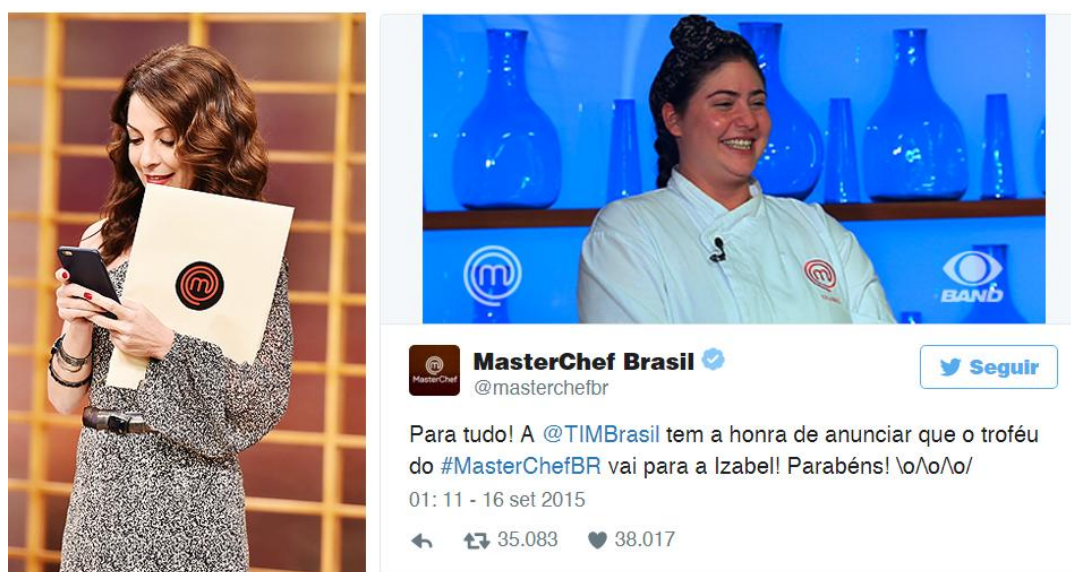 BAND
MasterChef
MasterChef Brasil
@masterchefbr
Seguir
Para tudo! A @TIMBrasil tem a honra de anunciar que o troféu
do #MasterChefBR vai para a Izabel! Parabéns! \o/\o/\o/
01: 11 - 16 set 2015
35.083 38.017